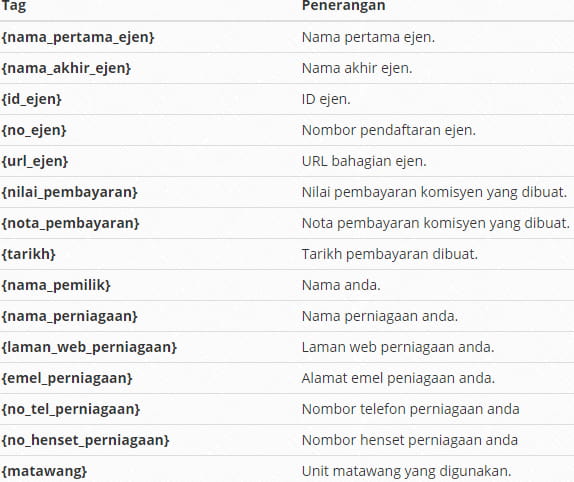 Tag Penerangan
{nama_pertama_ejen} Nama pertama ejen.
{nama_akhir_ejen} Nama akhir ejen.
{id_ejen} ID ejen.
{no_ejen} Nombor pendaftaran ejen.
{url_ejen} URL bahagian ejen.
{nilai_pembayaran} Nilai pembayaran komisyen yang dibuat.
{nota_pembayaran} Nota pembayaran komisyen yang dibuat.
{tarikh} Tarikh pembayaran dibuat.
{nama_pemilik} Nama anda.
{nama_perniagaan} Nama perniagaan anda.
{laman_web_perniagaan} Laman web perniagaan anda.
{emel_perniagaan} Alamat emel peniagaan anda.
{no_tel_perniagaan} Nombor telefon perniagaan anda
{no_henset_perniagaan} Nombor henset perniagaan anda
{matawang} Unit matawang yang digunakan.